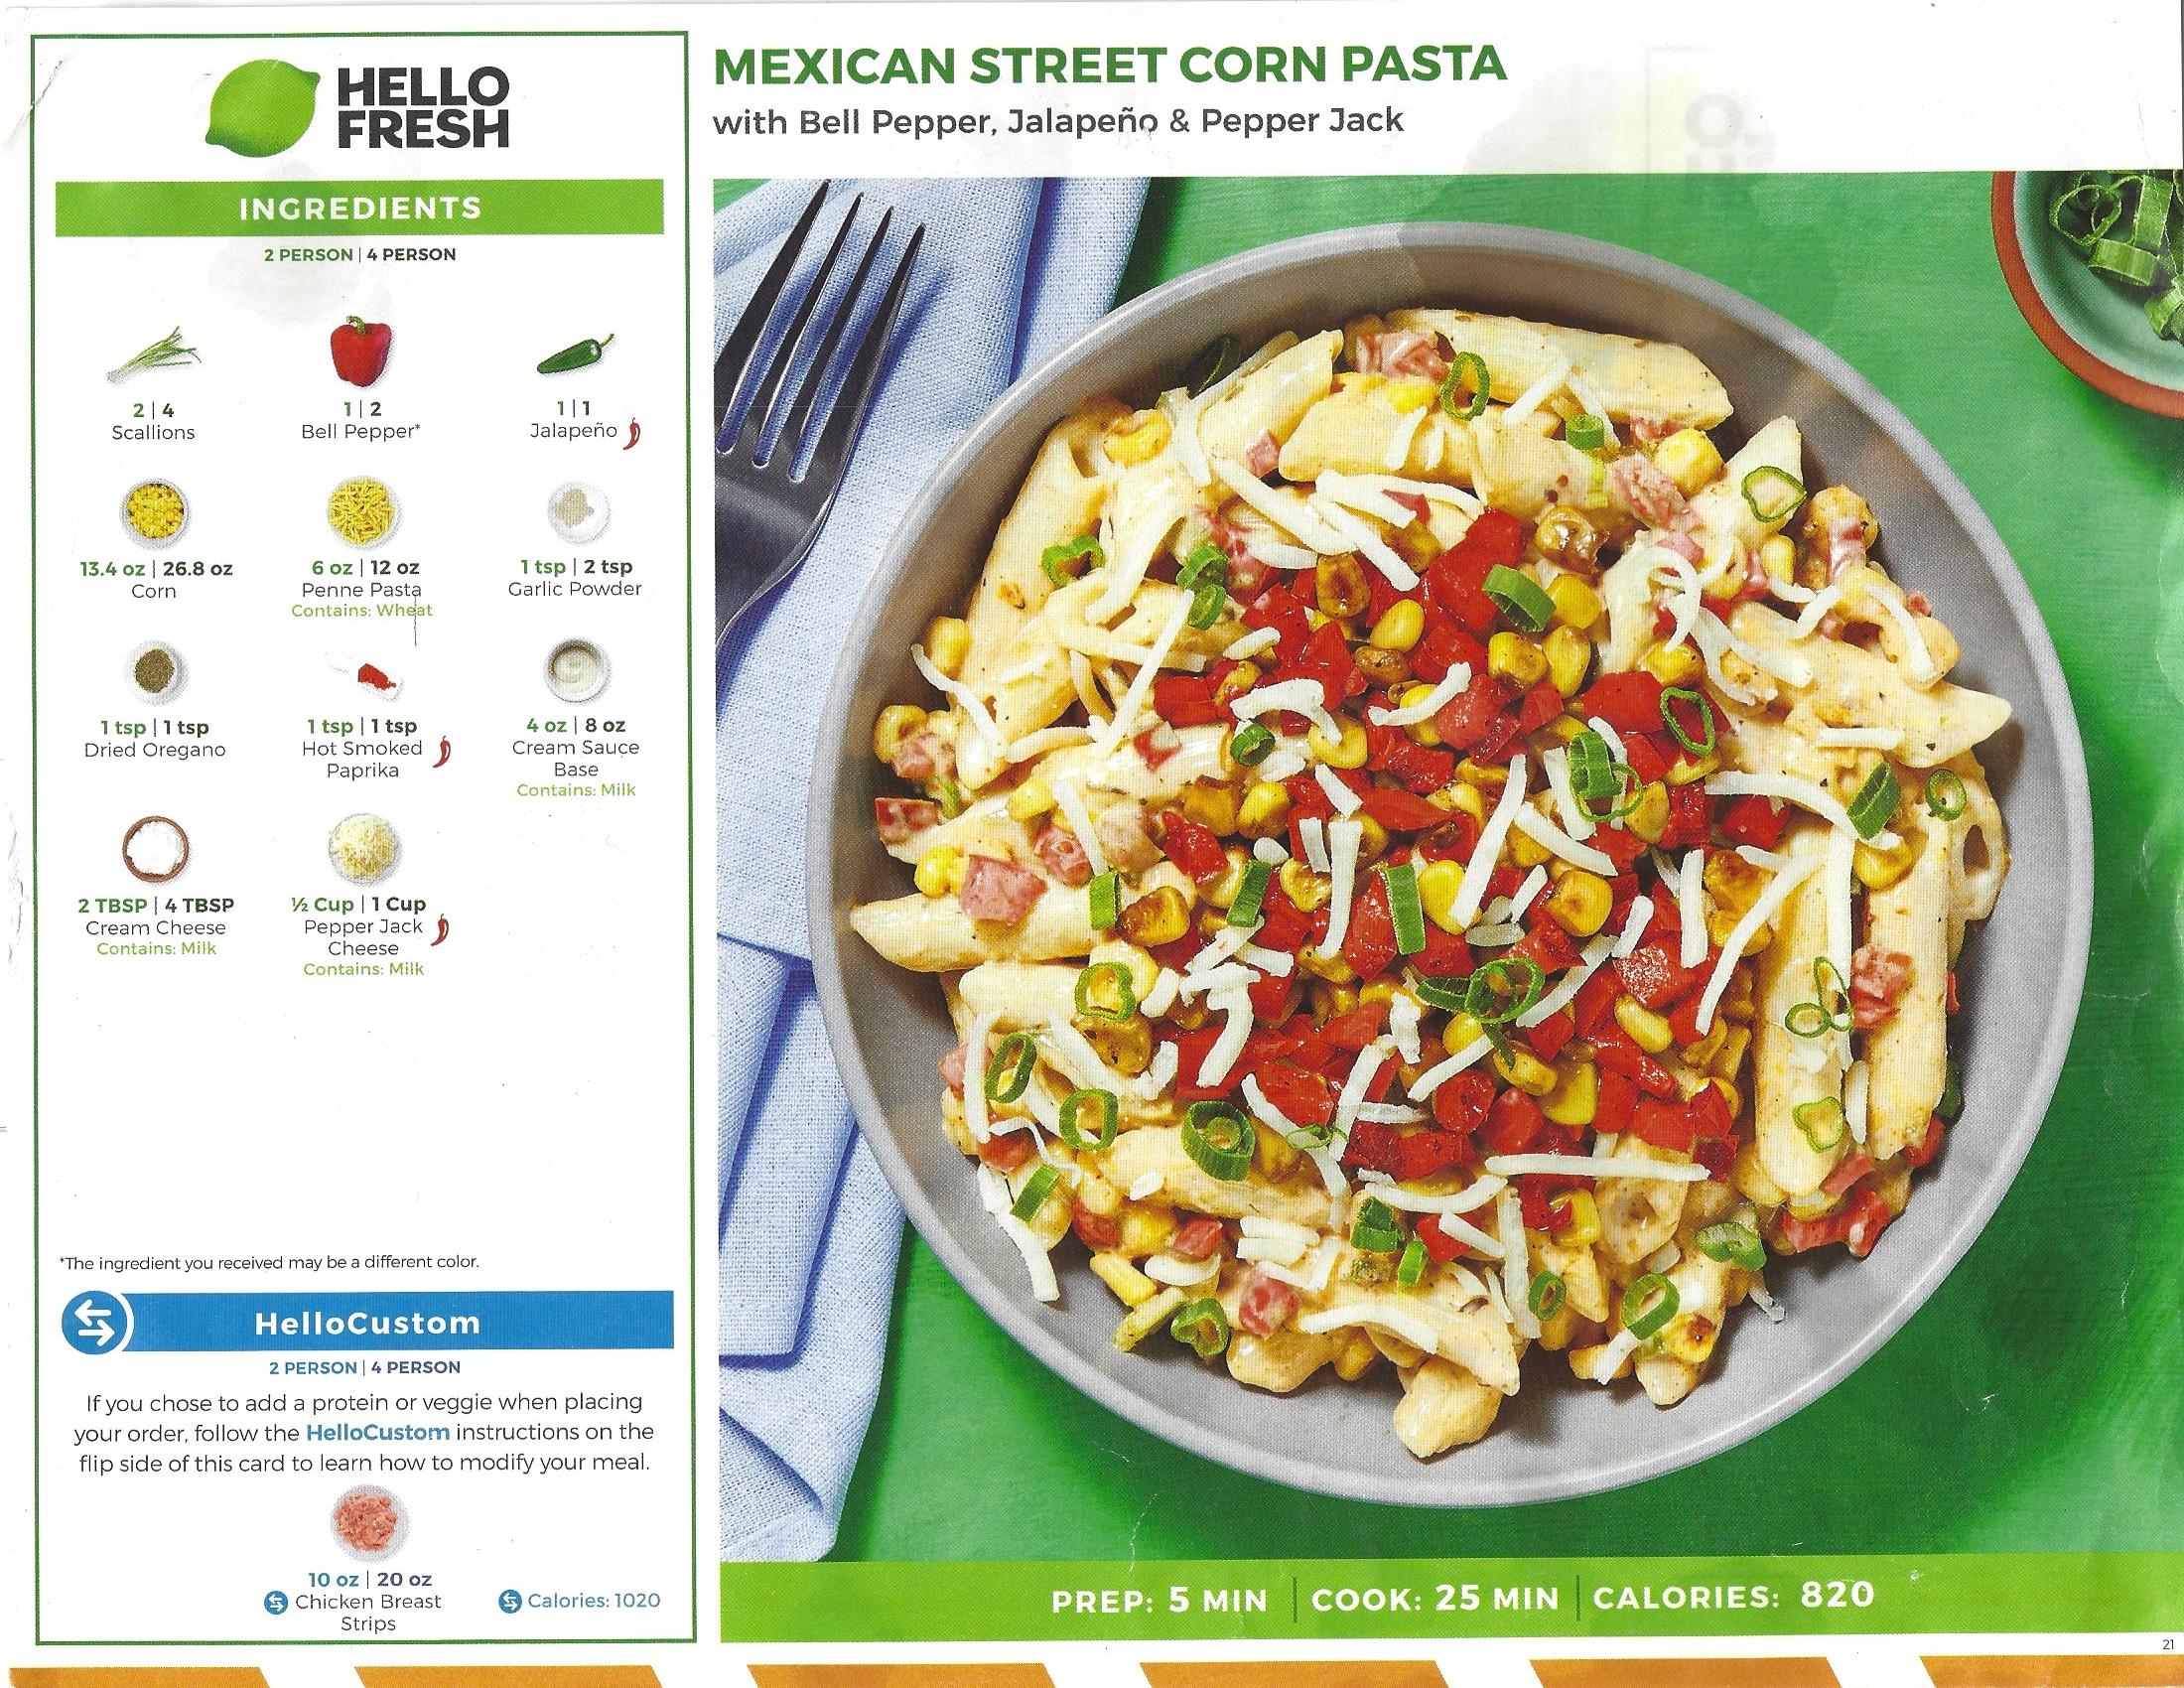 HELLO
FRESH
INGREDIENTS
2 PERSON | 4 PERSON
2 | 4
Scallions
1 | 2
Bell Pepper*
1 | 1
Jalapeño
13.4 oz | 26.8 oz
Corn
6 oz | 12 oz
Penne Pasta
Contains: Wheat
1 tsp | 2 tsp
Garlic Powder
1 tsp | 1 tsp
Dried Oregano
1 tsp | 1 tsp
Hot Smoked
Paprika
4 oz | 8 oz
Cream Sauce
Base
Contains: Milk
2 TBSP | 4 TBSP
Cream Cheese
Contains: Milk
½ Cup | 1 Cup
Pepper Jack
Cheese
Contains: Milk
*The ingredient you received may be a different color.
HelloCustom
2 PERSON | 4 PERSON
If you chose to add a protein or veggie when placing
your order, follow the HelloCustom instructions on the
flip side of this card to learn how to modify your meal.
10 oz | 20 oz
Chicken Breast
Strips
Calories: 1020
MEXICAN STREET CORN PASTA
with Bell Pepper, Jalapeño & Pepper Jack
PREP: 5 MIN | COOK: 25 MIN | CALORIES: 820
21